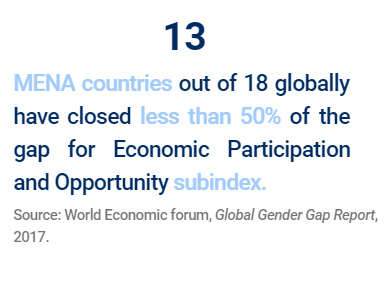 13
MENA countries out of 18 globally
have closed less than 50% of the
gap for Economic Participation
and Opportunity subindex.
Source: World Economic forum, Global Gender Gap Report,
2017.